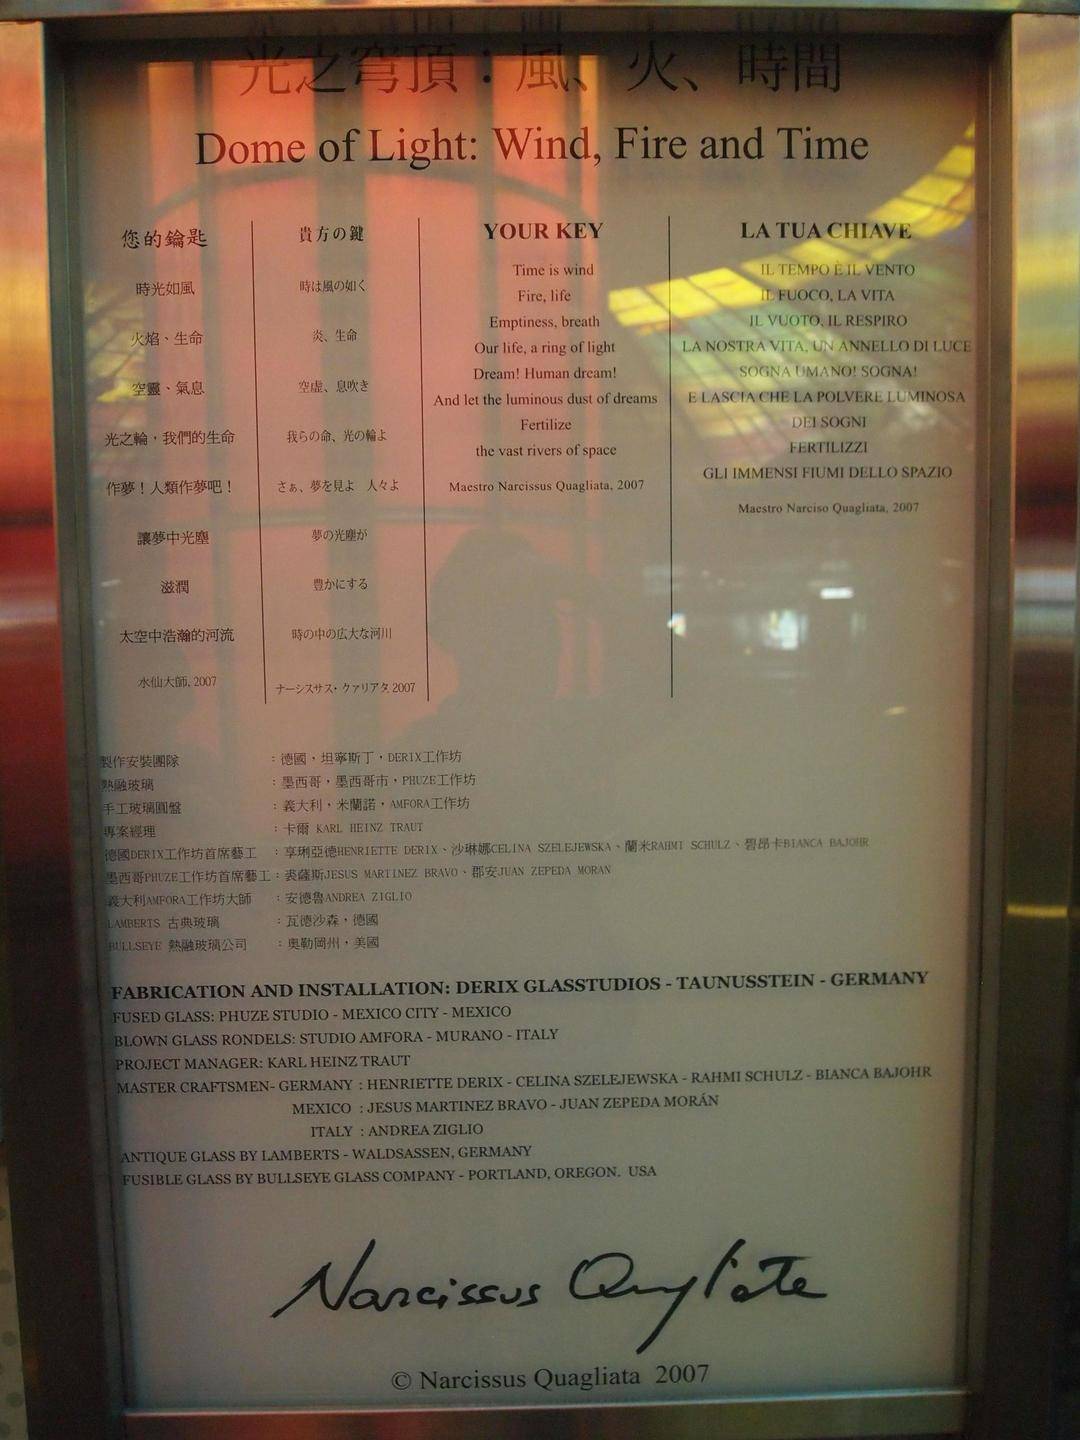 光之穹頂：風、火、時間
Dome of Light: Wind, Fire and Time
您的鑰匙
時光如風
火焰、生命
空靈、氣息
光之輪，我們的生命
作夢！人類作夢吧！
讓夢中光塵
滋潤
太空中浩瀚的河流
水仙大師, 2007
貴方の鍵
時は風の如く
炎、生命
空虚、息吹き
我らの命、光の輪よ
さぁ、夢を見よ 人々よ
夢の光塵が
豊かにする
時の中の広大な河川
ナーシスサス・クァリアタ 2007
YOUR KEY
Time is wind
Fire, life
Emptiness, breath
Our life, a ring of light
Dream! Human dream!
And let the luminous dust of dreams
Fertilize
the vast rivers of space
Maestro Narcissus Quagliata, 2007
LA TUA CHIAVE
IL TEMPO È IL VENTO
IL FUOCO, LA VITA
IL VUOTO, IL RESPIRO
LA NOSTRA VITA, UN ANNELLO DI LUCE
SOGNA UMANO! SOGNA!
E LASCIA CHE LA POLVERE LUMINOSA
DEI SOGNI
FERTILIZZI
GLI IMMENSI FIUMI DELLO SPAZIO
Maestro Narciso Quagliata, 2007
製作安裝團隊 ：德國，坦寧斯丁，DERIX工作坊
熱融玻璃 ：墨西哥，墨西哥市，PHUZE工作坊
手工玻璃圓盤 ：義大利，米蘭諾，AMFORA工作坊
專案經理 ：卡爾 KARL HEINZ TRAUT
德國DERIX工作坊首席藝工 ：享琍亞德HENRIETTE DERIX、沙琳娜CELINA SZELEJEWSKA、蘭米RAHMI SCHULZ、碧昂卡BIANCA BAJOHR
墨西哥PHUZE工作坊首席藝工：裘薩斯JESUS MARTINEZ BRAVO、郡安JUAN ZEPEDA MORAN
義大利AMFORA工作坊大師 ：安德魯ANDREA ZIGLIO
LAMBERTS 古典玻璃 ：瓦德沙森，德國
BULLSEYE 熱融玻璃公司 ：奧勒岡州，美國
FABRICATION AND INSTALLATION: DERIX GLASSTUDIOS - TAUNUSSTEIN - GERMANY
FUSED GLASS: PHUZE STUDIO - MEXICO CITY - MEXICO
BLOWN GLASS RONDELS: STUDIO AMFORA - MURANO - ITALY
PROJECT MANAGER: KARL HEINZ TRAUT
MASTER CRAFTSMEN- GERMANY : HENRIETTE DERIX - CELINA SZELEJEWSKA - RAHMI SCHULZ - BIANCA BAJOHR
MEXICO : JESUS MARTINEZ BRAVO - JUAN ZEPEDA MORÁN
ITALY : ANDREA ZIGLIO
ANTIQUE GLASS BY LAMBERTS - WALDSASSEN, GERMANY
FUSIBLE GLASS BY BULLSEYE GLASS COMPANY - PORTLAND, OREGON. USA
Narcissus Quagliata
© Narcissus Quagliata 2007